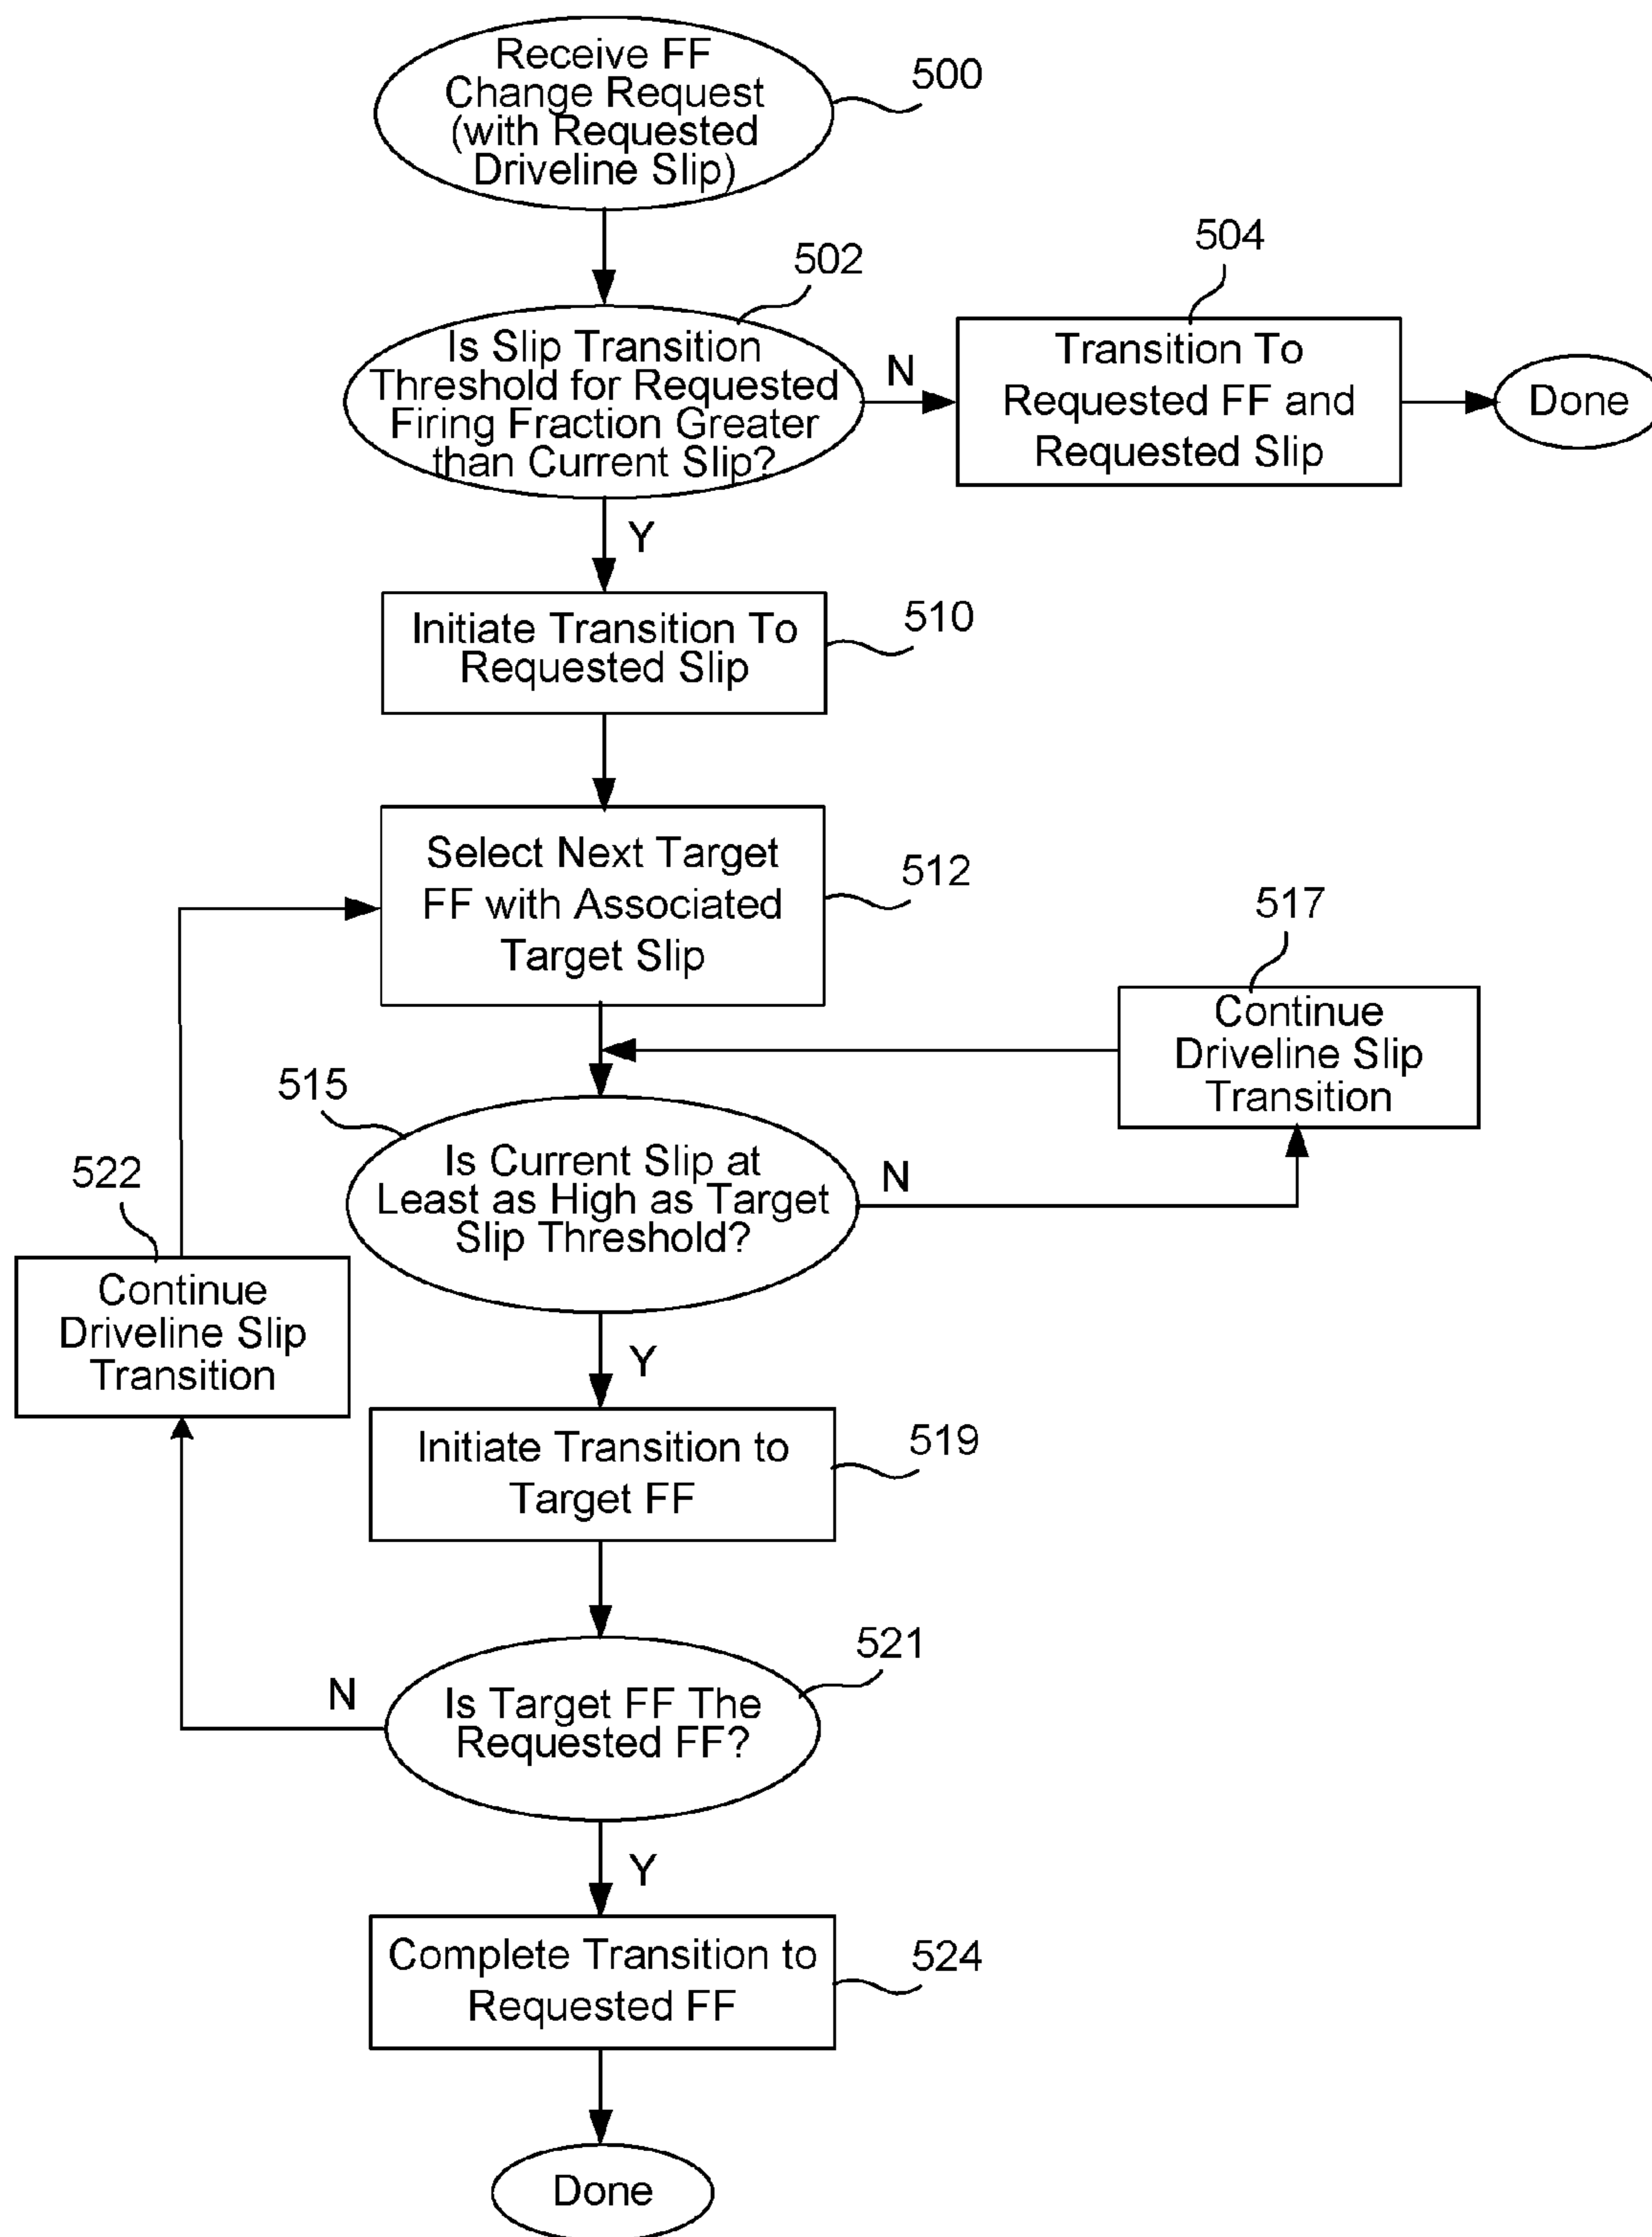 Receive FF
Change Request
(with Requested
Driveline Slip)
500
502
Is Slip Transition
Threshold for Requested
Firing Fraction Greater
than Current Slip?
N
504
Transition To
Requested FF and
Requested Slip
Done
Y
Initiate Transition To
Requested Slip
510
Select Next Target
FF with Associated
Target Slip
512
517
Continue
Driveline Slip
Transition
515
Is Current Slip at
Least as High as Target
Slip Threshold?
N
522
Continue
Driveline Slip
Transition
Y
Initiate Transition to
Target FF
519
521
Is Target FF The
Requested FF?
N
Y
Complete Transition to
Requested FF
524
Done